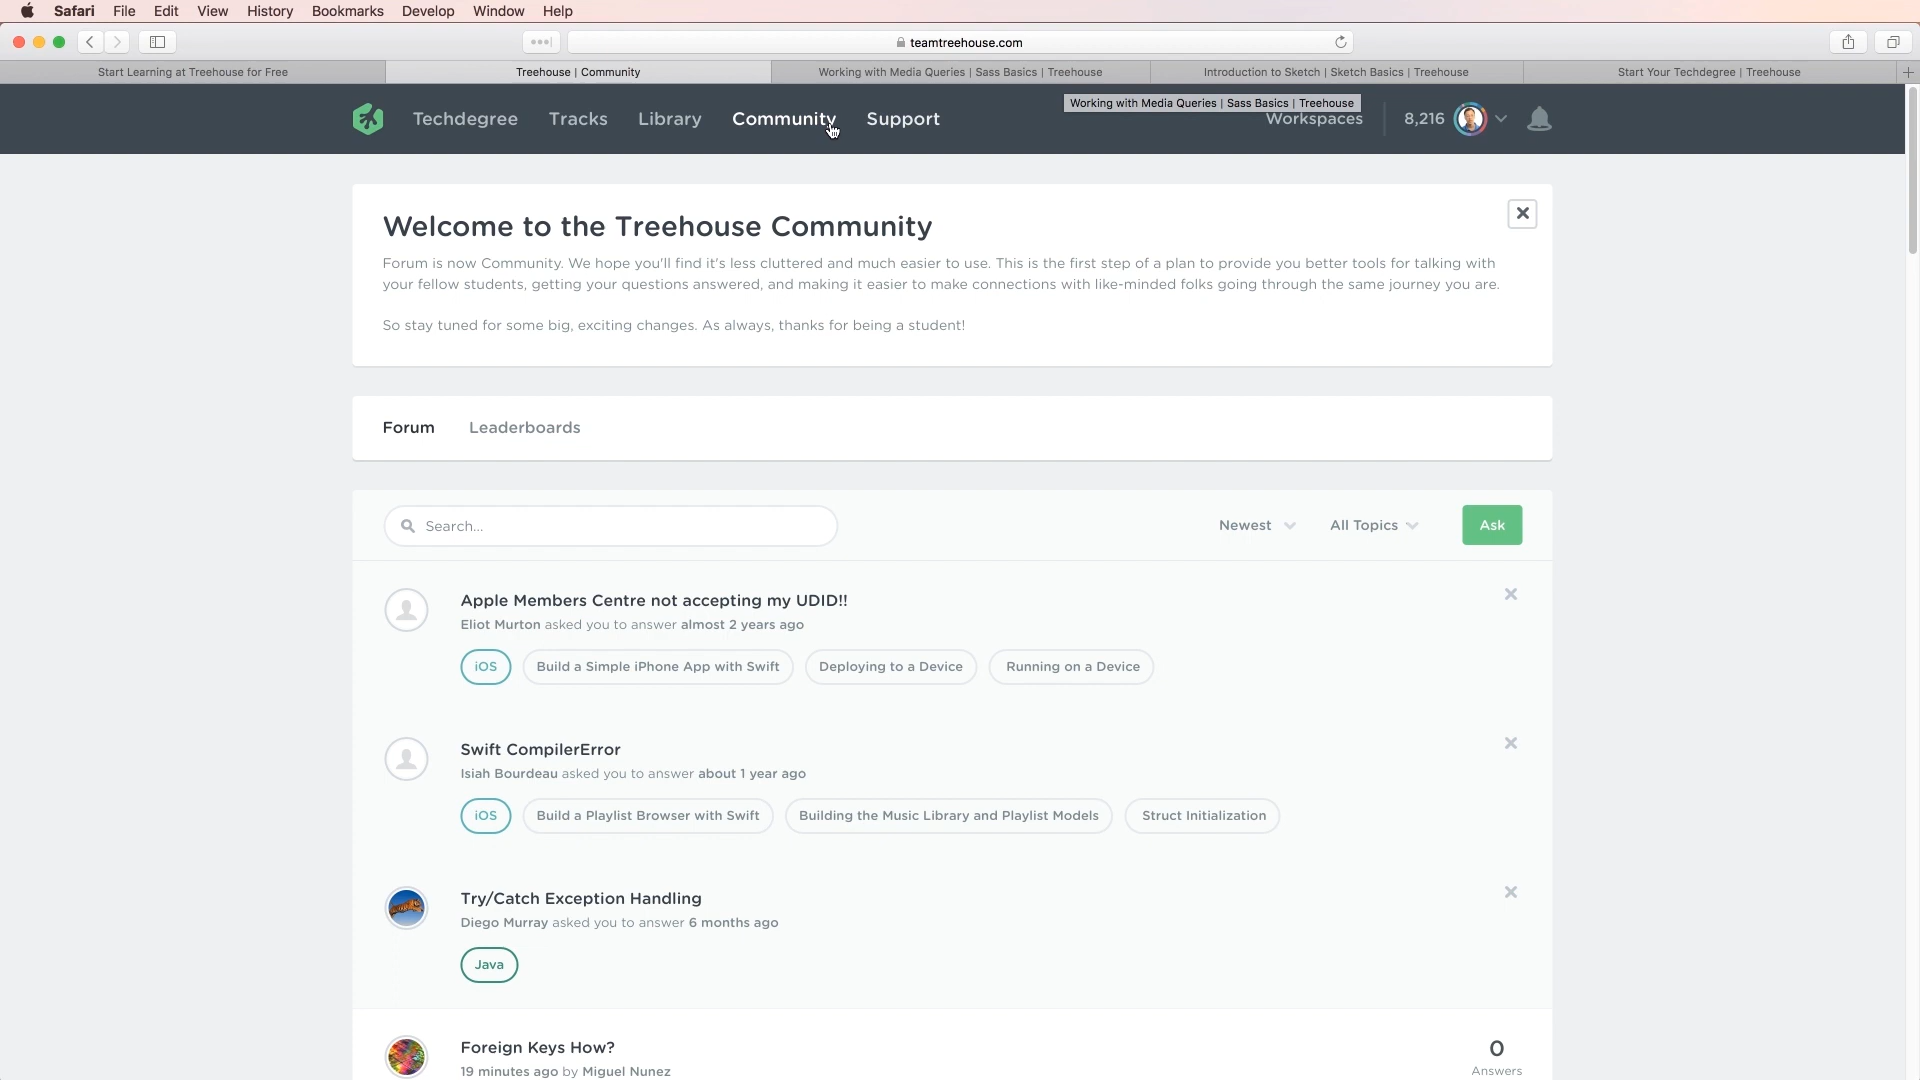 Safari File Edit View History Bookmarks Develop Window Help
teamtreehouse.com
Start Learning at Treehouse for Free
Treehouse | Community
Working with Media Queries | Sass Basics | Treehouse
Introduction to Sketch | Sketch Basics | Treehouse
Start Your Techdegree | Treehouse
Working with Media Queries | Sass Basics | Treehouse
Techdegree Tracks Library Community Support Workspaces 8,216
Welcome to the Treehouse Community
Forum is now Community. We hope you'll find it's less cluttered and much easier to use. This is the first step of a plan to provide you better tools for talking with
your fellow students, getting your questions answered, and making it easier to make connections with like-minded folks going through the same journey you are.
So stay tuned for some big, exciting changes. As always, thanks for being a student!
Forum Leaderboards
Search... Newest All Topics Ask
Apple Members Centre not accepting my UDID!!
Eliot Murton asked you to answer almost 2 years ago
iOS Build a Simple iPhone App with Swift Deploying to a Device Running on a Device
Swift CompilerError
Isiah Bourdeau asked you to answer about 1 year ago
iOS Build a Playlist Browser with Swift Building the Music Library and Playlist Models Struct Initialization
Try/Catch Exception Handling
Diego Murray asked you to answer 6 months ago
Java
Foreign Keys How? 0
19 minutes ago by Miguel Nunez Answers